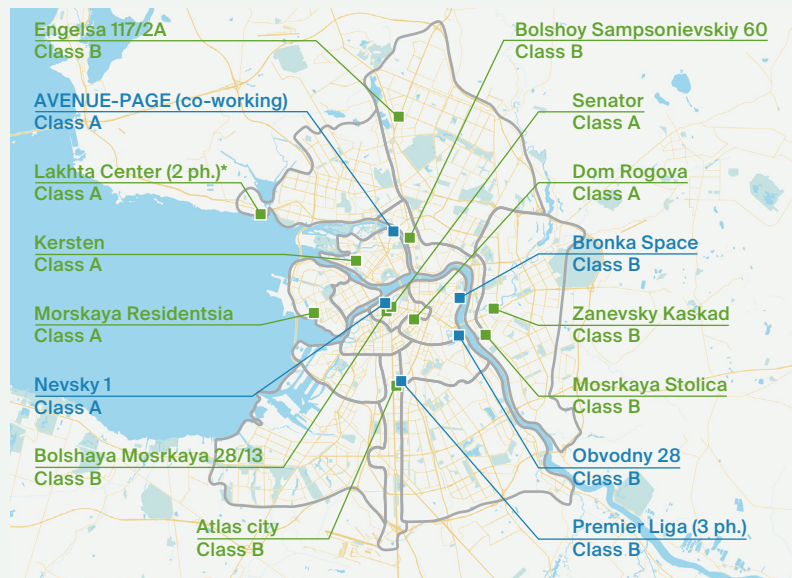 Engelsa 117/2A
Class B
AVENUE-PAGE (co-working)
Class A
Lakhta Center (2 ph.)*
Class A
Kersten
Class A
Morskaya Residentsia
Class A
Nevsky 1
Class A
Bolshaya Mosrkaya 28/13
Class B
Atlas city
Class B
Bolshoy Sampsonievskiy 60
Class B
Senator
Class A
Dom Rogova
Class A
Bronka Space
Class B
Zanevsky Kaskad
Class B
Mosrkaya Stolica
Class B
Obvodny 28
Class B
Premier Liga (3 ph.)
Class B